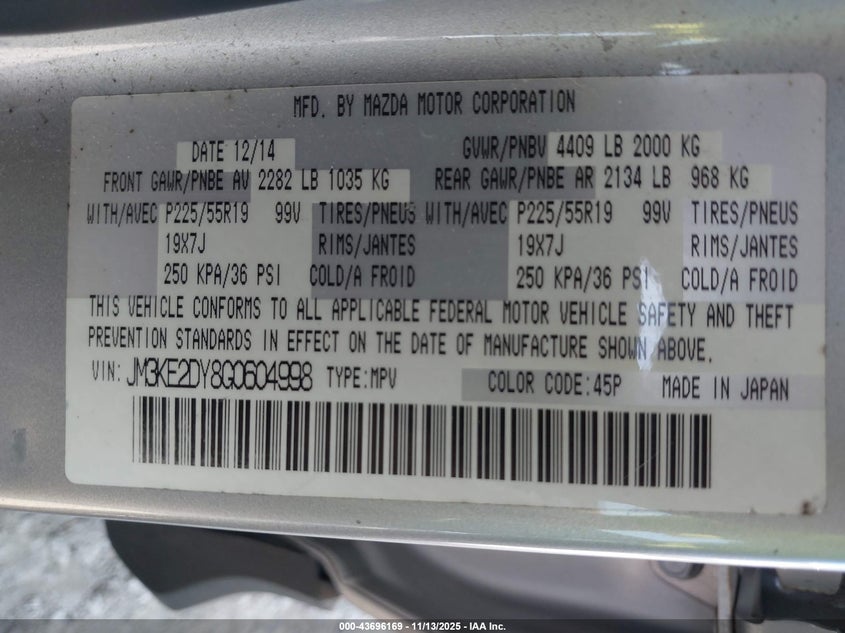 MFD. BY MAZDA MOTOR CORPORATION
DATE 12/14 GVWR/PNBV 4409 LB 2000 KG
FRONT GAWR/PNBE AV 2282 LB 1035 KG REAR GAWR/PNBE AR 2134 LB 968 KG
WITH/AVEC P225/55R19 99V TIRES/PNEUS WITH/AVEC P225/55R19 99V TIRES/PNEUS
19X7J RIMS/JANTES 19X7J RIMS/JANTES
250 KPA/36 PSI COLD/A FROID 250 KPA/36 PSI COLD/A FROID
THIS VEHICLE CONFORMS TO ALL APPLICABLE FEDERAL MOTOR VEHICLE SAFETY AND THEFT
PREVENTION STANDARDS IN EFFECT ON THE DATE OF MANUFACTURE SHOWN ABOVE.
VIN: JM3KE2DY8G0604998 TYPE:MPV COLOR CODE:45P MADE IN JAPAN
000-43696169 - 11/13/2025 - IAA Inc.